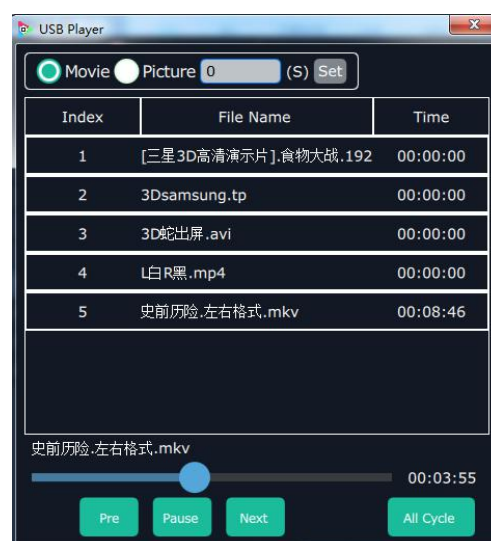 USB Player
Movie Picture 0 (S) Set
Index File Name Time
1 [三星3D高清演示片].食物大战.192 00:00:00
2 3Dsamsung.tp 00:00:00
3 3D蛇出屏.avi 00:00:00
4 L白R黑.mp4 00:00:00
5 史前历险.左右格式.mkv 00:08:46
史前历险.左右格式.mkv
00:03:55
Pre Pause Next All Cycle